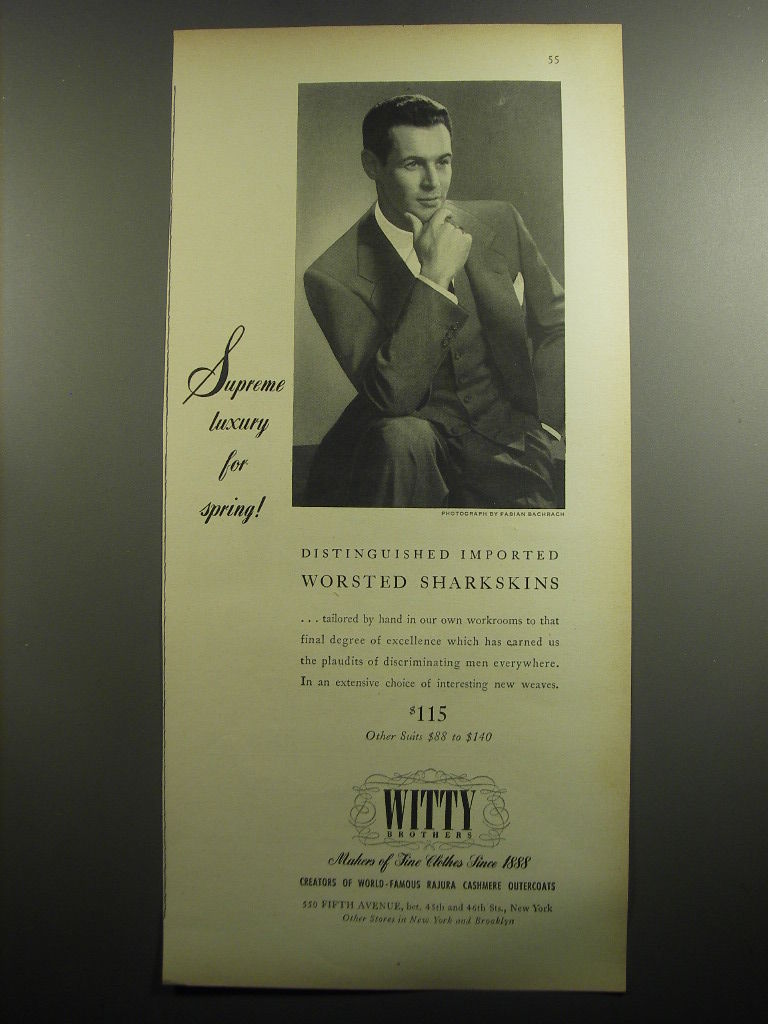 55
Supreme
luxury
for
spring!
PHOTOGRAPH BY FABIAN BACHRACH
DISTINGUISHED IMPORTED
WORSTED SHARKSKINS
... tailored by hand in our own workrooms to that
final degree of excellence which has earned us
the plaudits of discriminating men everywhere.
In an extensive choice of interesting new weaves.
$115
Other Suits $88 to $140
WITTY
BROTHERS
Makers of Fine Clothes Since 1888
CREATORS OF WORLD-FAMOUS RAJURA CASHMERE OUTERCOATS
550 FIFTH AVENUE, bet. 45th and 46th Sts., New York
Other Stores in New York and Brooklyn